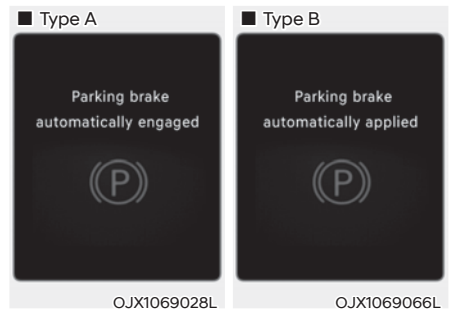 ■ Type A
Parking brake
automatically engaged
(P)
OJX1069028L
■ Type B
Parking brake
automatically applied
(P)
OJX1069066L